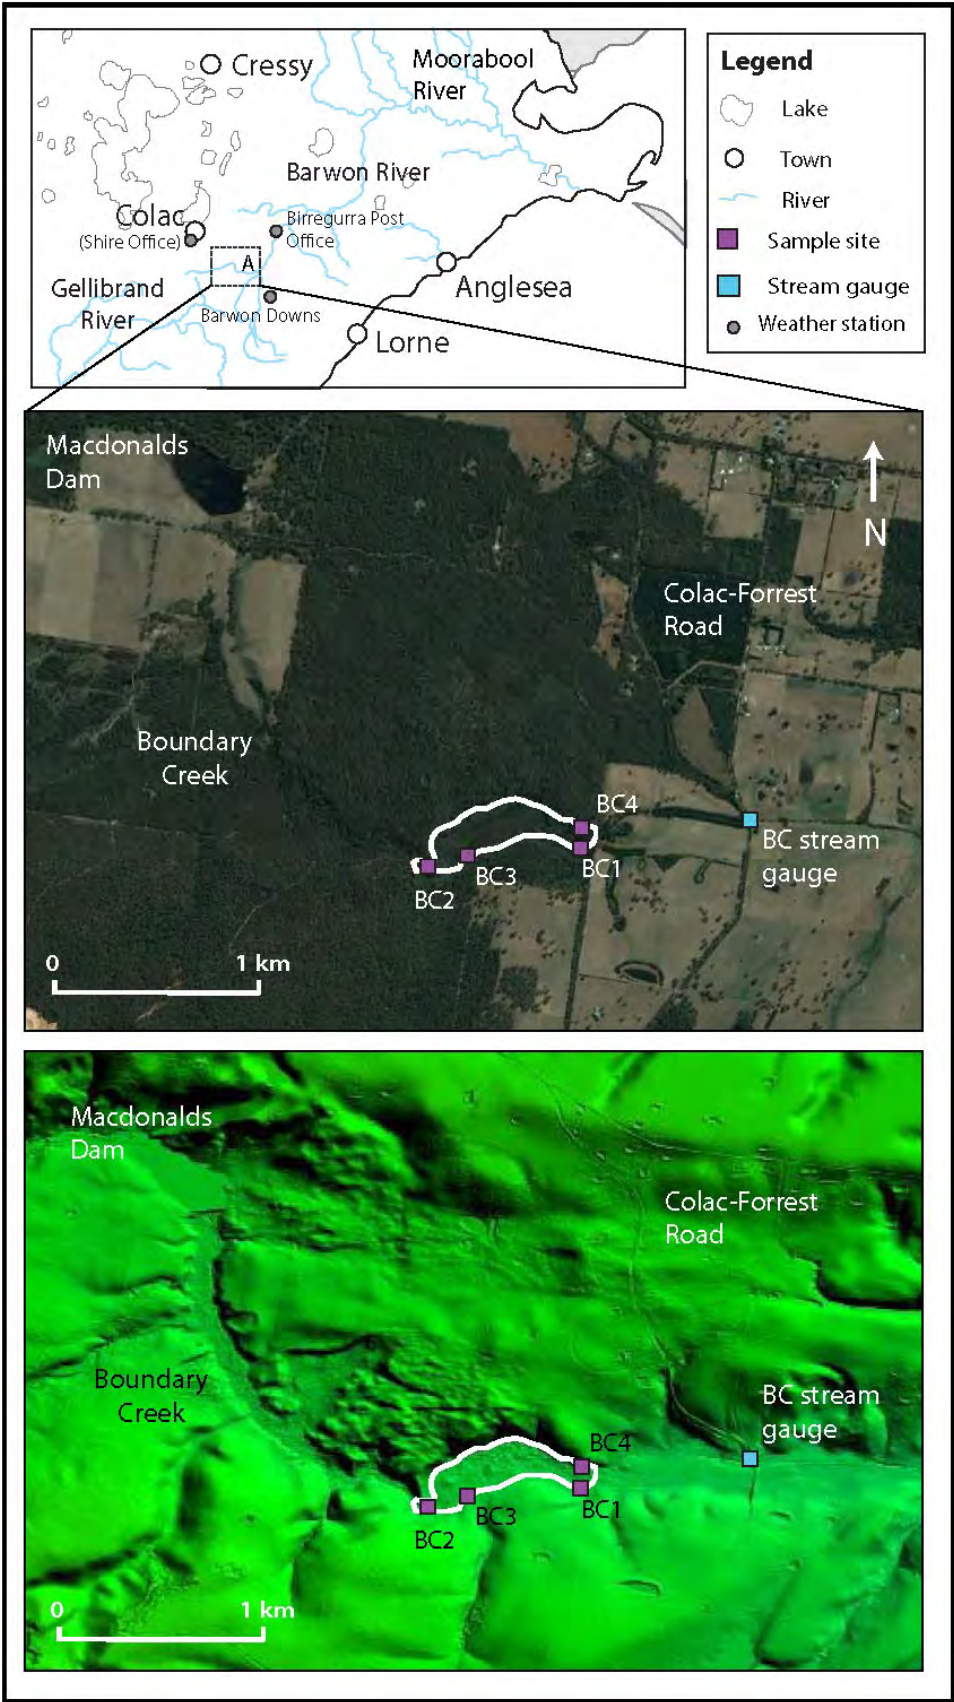 Cressy
Moorabool
River
Barwon River
Colac
(Shire Office)
Birregurra Post
Office
A
Gellibrand
River
Barwon Downs
Anglesea
Lorne
Legend
Lake
Town
River
Sample site
Stream gauge
Weather station
Macdonalds
Dam
N
Colac-Forrest
Road
Boundary
Creek
BC4
BC stream
gauge
BC1
BC3
BC2
0 1 km
Macdonalds
Dam
Colac-Forrest
Road
Boundary
Creek
BC stream
gauge
BC4
BC1
BC3
BC2
0 1 km